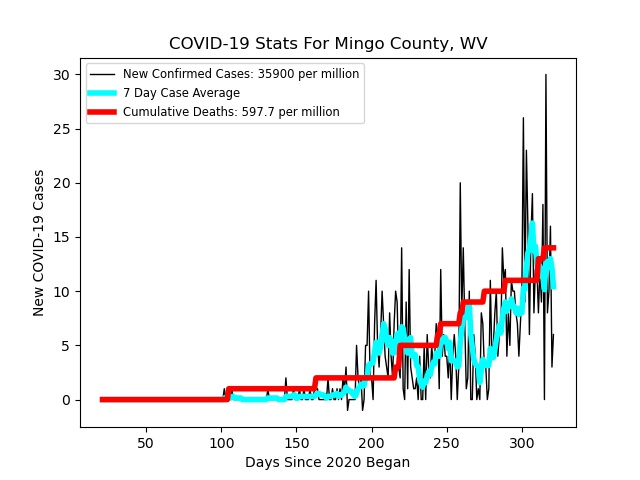 COVID-19 Stats For Mingo County, WV
New Confirmed Cases: 35900 per million
7 Day Case Average
Cumulative Deaths: 597.7 per million
New COVID-19 Cases
30
25
20
15
10
5
0
50 100 150 200 250 300
Days Since 2020 Began